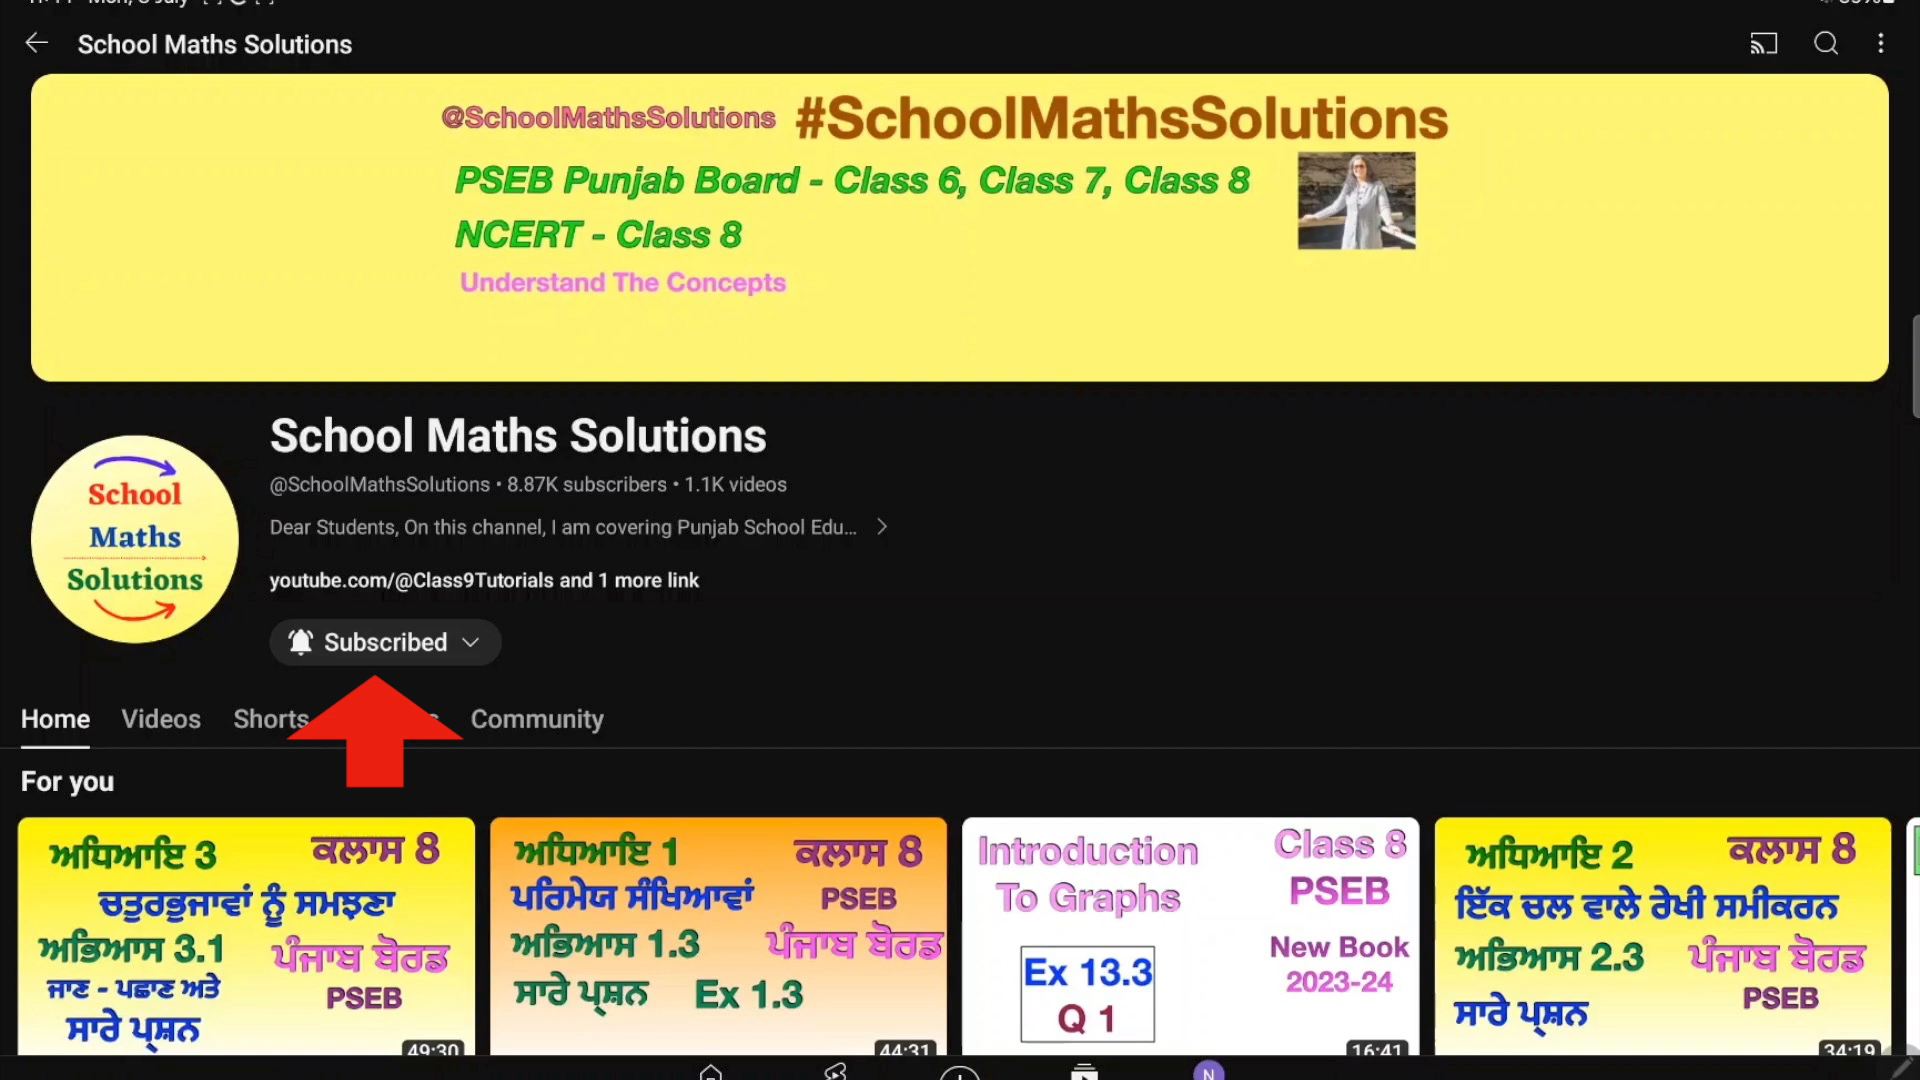 School Maths Solutions
@SchoolMathsSolutions #SchoolMathsSolutions
PSEB Punjab Board - Class 6, Class 7, Class 8
NCERT - Class 8
Understand The Concepts
School
Maths
Solutions
School Maths Solutions
@SchoolMathsSolutions • 8.87K subscribers • 1.1K videos
Dear Students, On this channel, I am covering Punjab School Edu...
youtube.com/@Class9Tutorials and 1 more link
Subscribed
Home Videos Shorts Community
For you
ਅਧਿਆਇ 3 ਕਲਾਸ 8
ਚਤੁਰਭੁਜਾਵਾਂ ਨੂੰ ਸਮਝਣਾ
ਅਭਿਆਸ 3.1 ਪੰਜਾਬ ਬੋਰਡ
ਜਾਣ - ਪਛਾਣ ਅਤੇ PSEB
ਸਾਰੇ ਪ੍ਰਸ਼ਨ
49:30
ਅਧਿਆਇ 1 ਕਲਾਸ 8
ਪਰਿਮੇਯ ਸੰਖਿਆਵਾਂ PSEB
ਅਭਿਆਸ 1.3 ਪੰਜਾਬ ਬੋਰਡ
ਸਾਰੇ ਪ੍ਰਸ਼ਨ Ex 1.3
44:31
Introduction Class 8
To Graphs PSEB
New Book
Ex 13.3 2023-24
Q 1
16:41
ਅਧਿਆਇ 2 ਕਲਾਸ 8
ਇੱਕ ਚਲ ਵਾਲੇ ਰੇਖੀ ਸਮੀਕਰਨ
ਅਭਿਆਸ 2.3 ਪੰਜਾਬ ਬੋਰਡ
ਸਾਰੇ ਪ੍ਰਸ਼ਨ PSEB
34:19
N